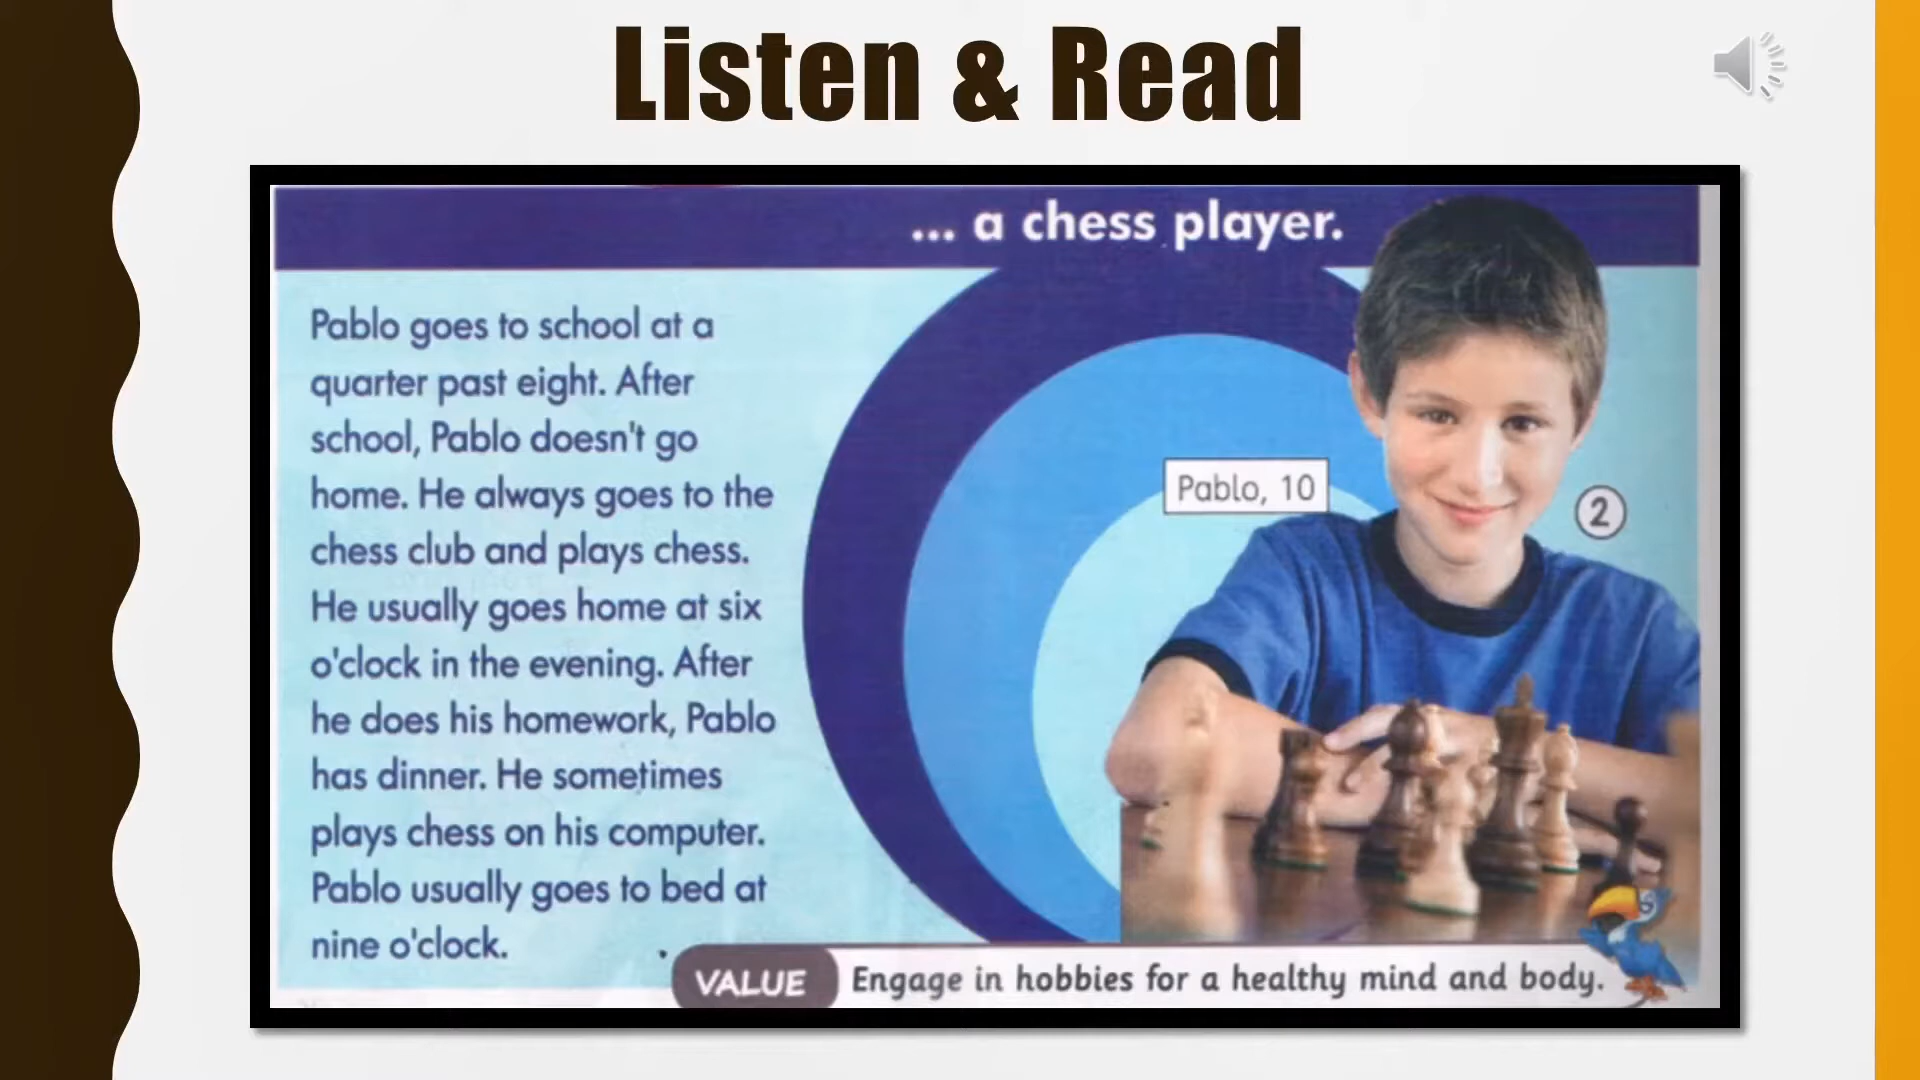 Listen & Read
... a chess player.
Pablo goes to school at a
quarter past eight. After
school, Pablo doesn't go
home. He always goes to the
chess club and plays chess.
He usually goes home at six
o'clock in the evening. After
he does his homework, Pablo
has dinner. He sometimes
plays chess on his computer.
Pablo usually goes to bed at
nine o'clock.
Pablo, 10
2
VALUE Engage in hobbies for a healthy mind and body.